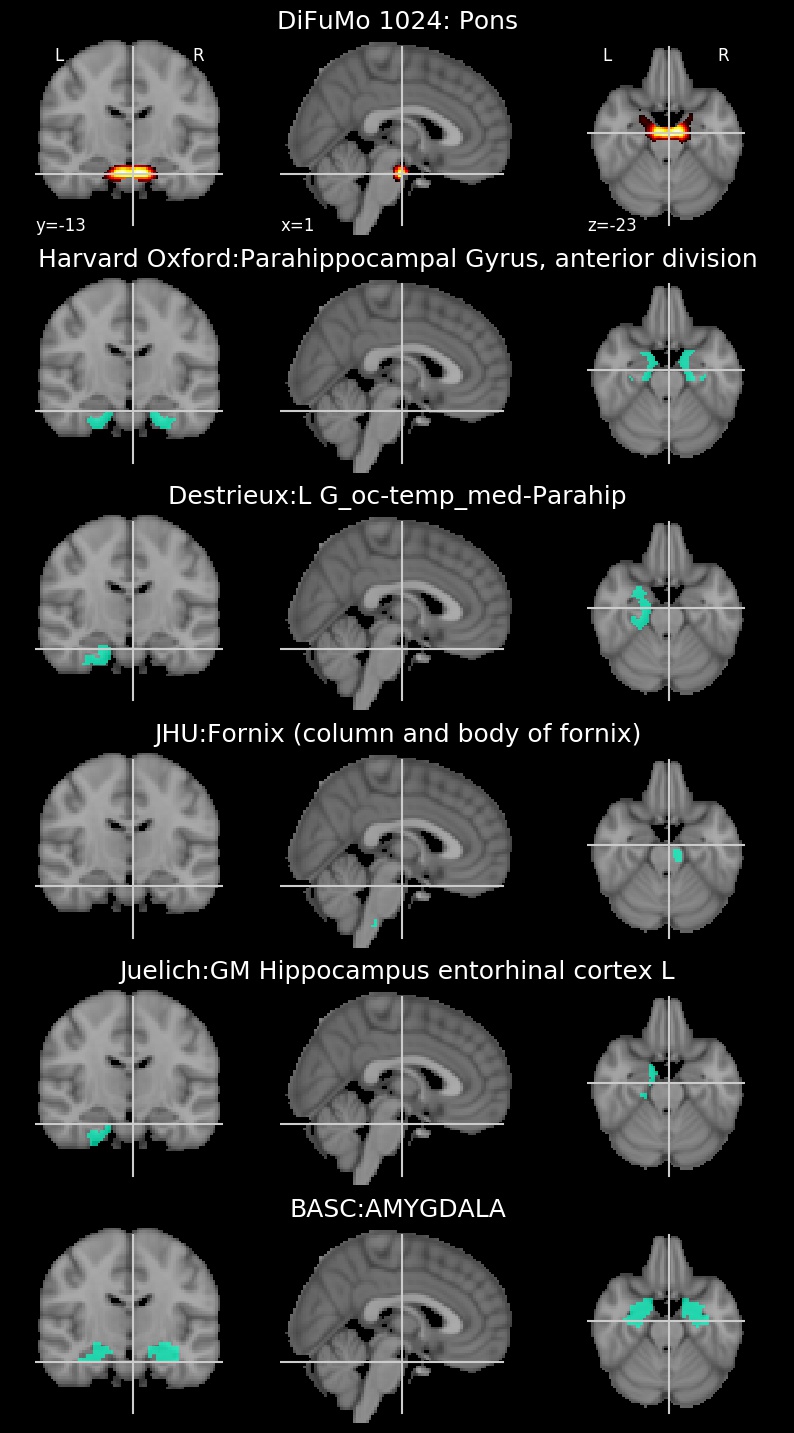 DiFuMo 1024: Pons
L R L R
y=-13 x=1 z=-23
Harvard Oxford:Parahippocampal Gyrus, anterior division
Destrieux:L G_oc-temp_med-Parahip
JHU:Fornix (column and body of fornix)
Juelich:GM Hippocampus entorhinal cortex L
BASC:AMYGDALA